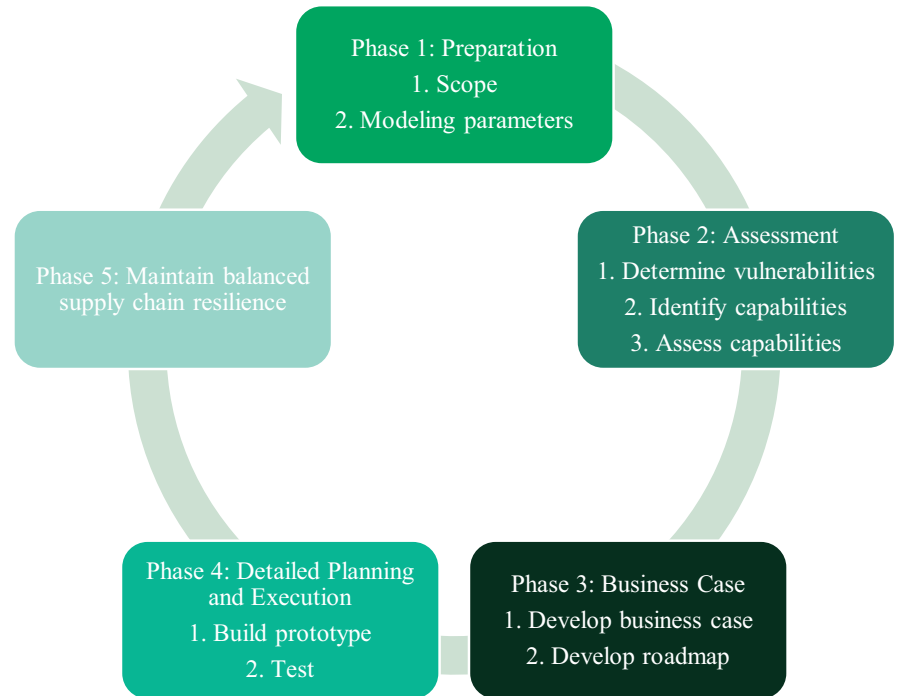 Phase 1: Preparation
1. Scope
2. Modeling parameters
Phase 2: Assessment
1. Determine vulnerabilities
2. Identify capabilities
3. Assess capabilities
Phase 3: Business Case
1. Develop business case
2. Develop roadmap
Phase 4: Detailed Planning
and Execution
1. Build prototype
2. Test
Phase 5: Maintain balanced
supply chain resilience